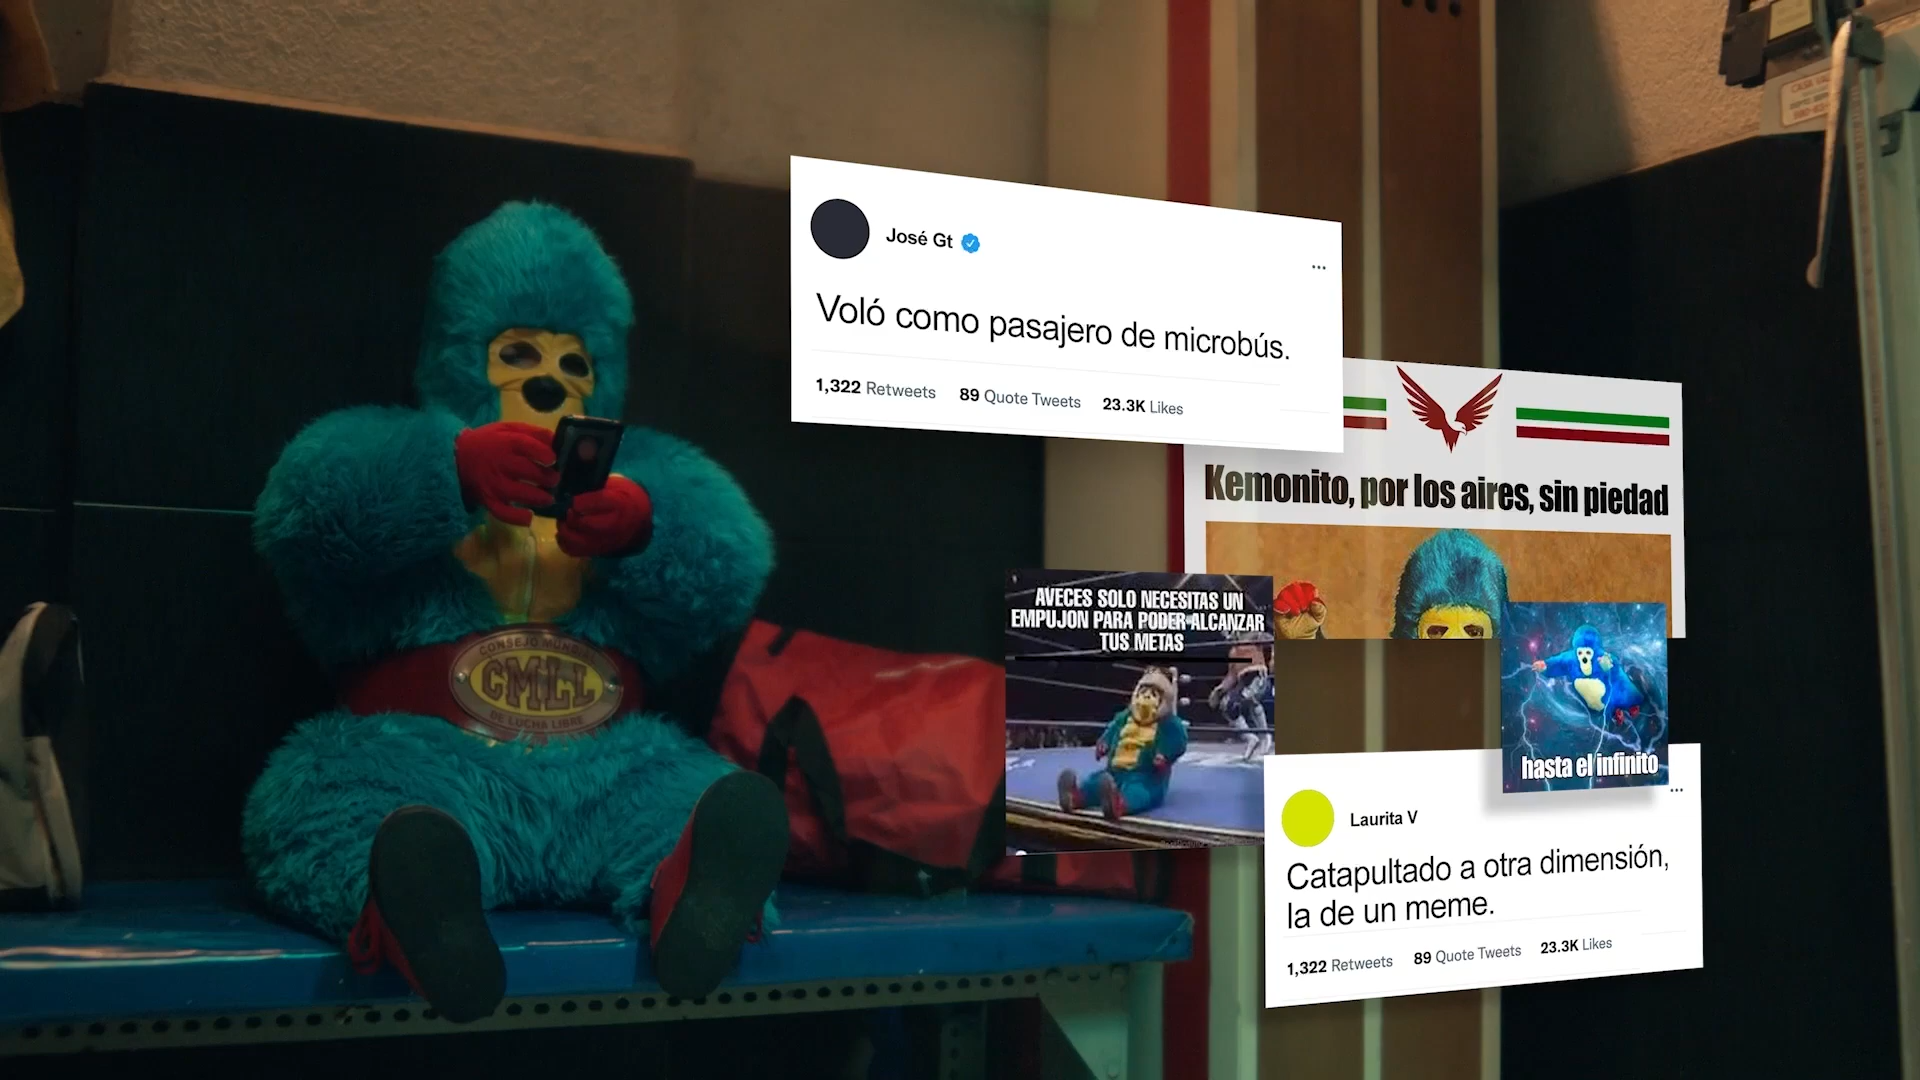 José Gt
...
Voló como pasajero de microbús.
1,322 Retweets 89 Quote Tweets 23.3K Likes
Kemonito, por los aires, sin piedad
AVECES SOLO NECESITAS UN
EMPUJON PARA PODER ALCANZAR
TUS METAS
hasta el infinito
...
Laurita V
Catapultado a otra dimensión,
la de un meme.
1,322 Retweets 89 Quote Tweets 23.3K Likes
CONSEJO MUNDIAL
CMLL
DE LUCHA LIBRE